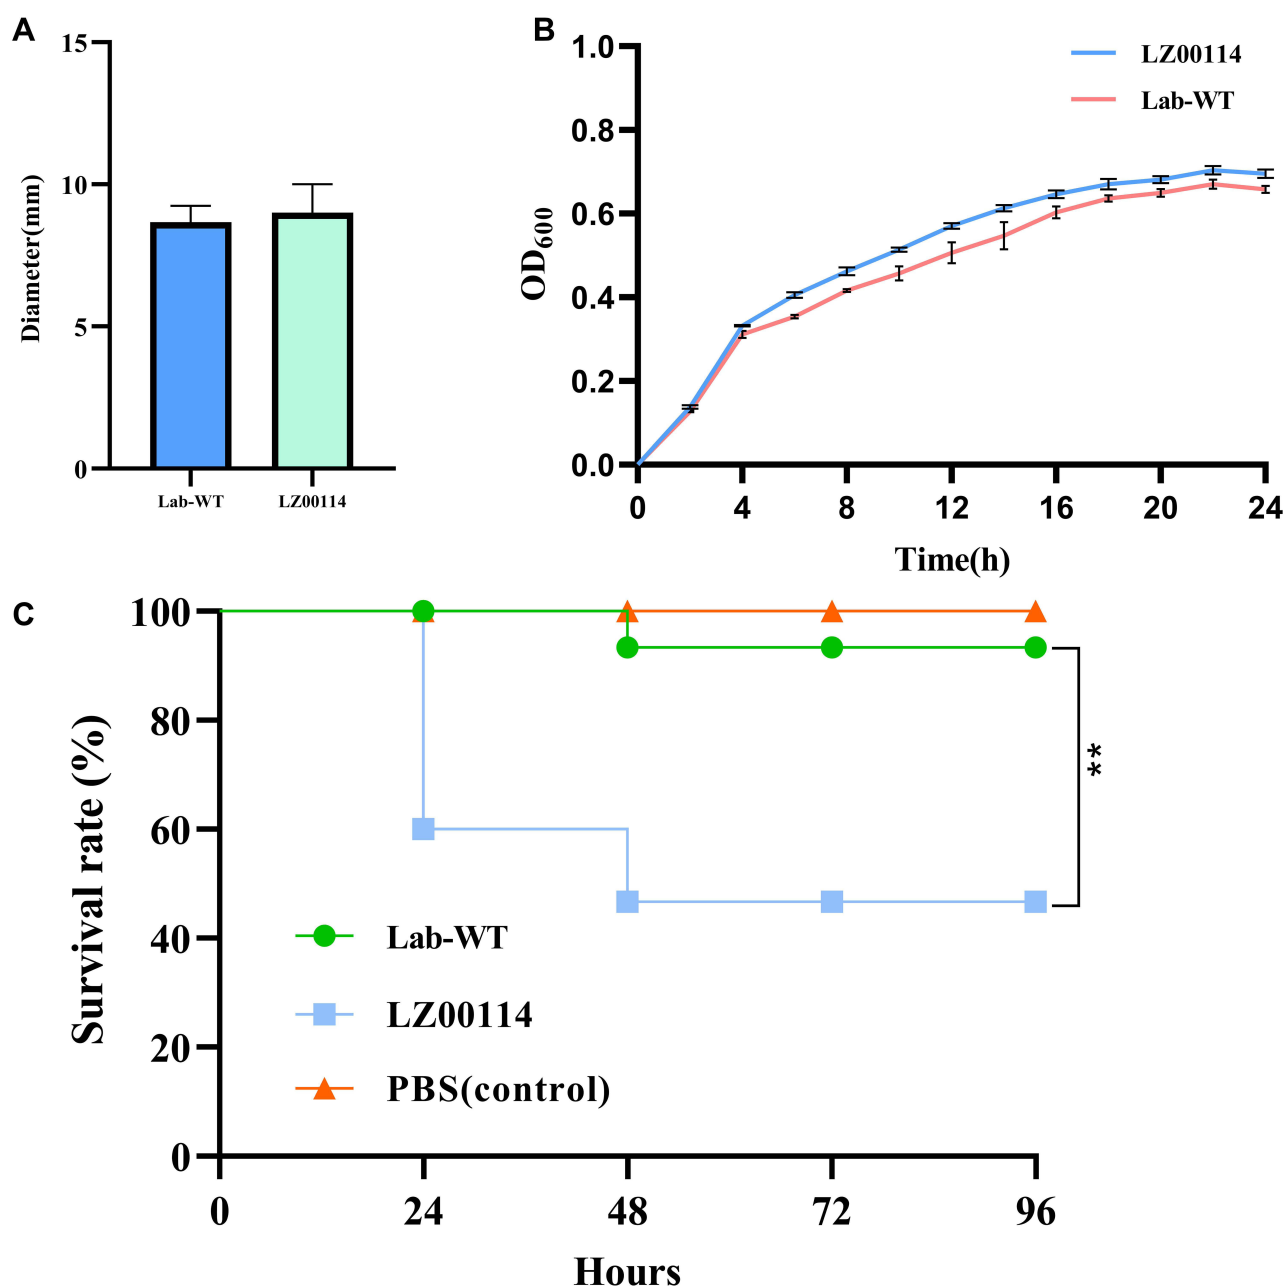 A
15
10
5
0
Diameter(mm)
Lab-WT
LZ00114
B
1.0
0.8
0.6
0.4
0.2
0.0
OD600
LZ00114
Lab-WT
0 4 8 12 16 20 24
Time(h)
C
100
80
60
40
20
0
Survival rate (%)
Lab-WT
LZ00114
PBS(control)
**
0 24 48 72 96
Hours